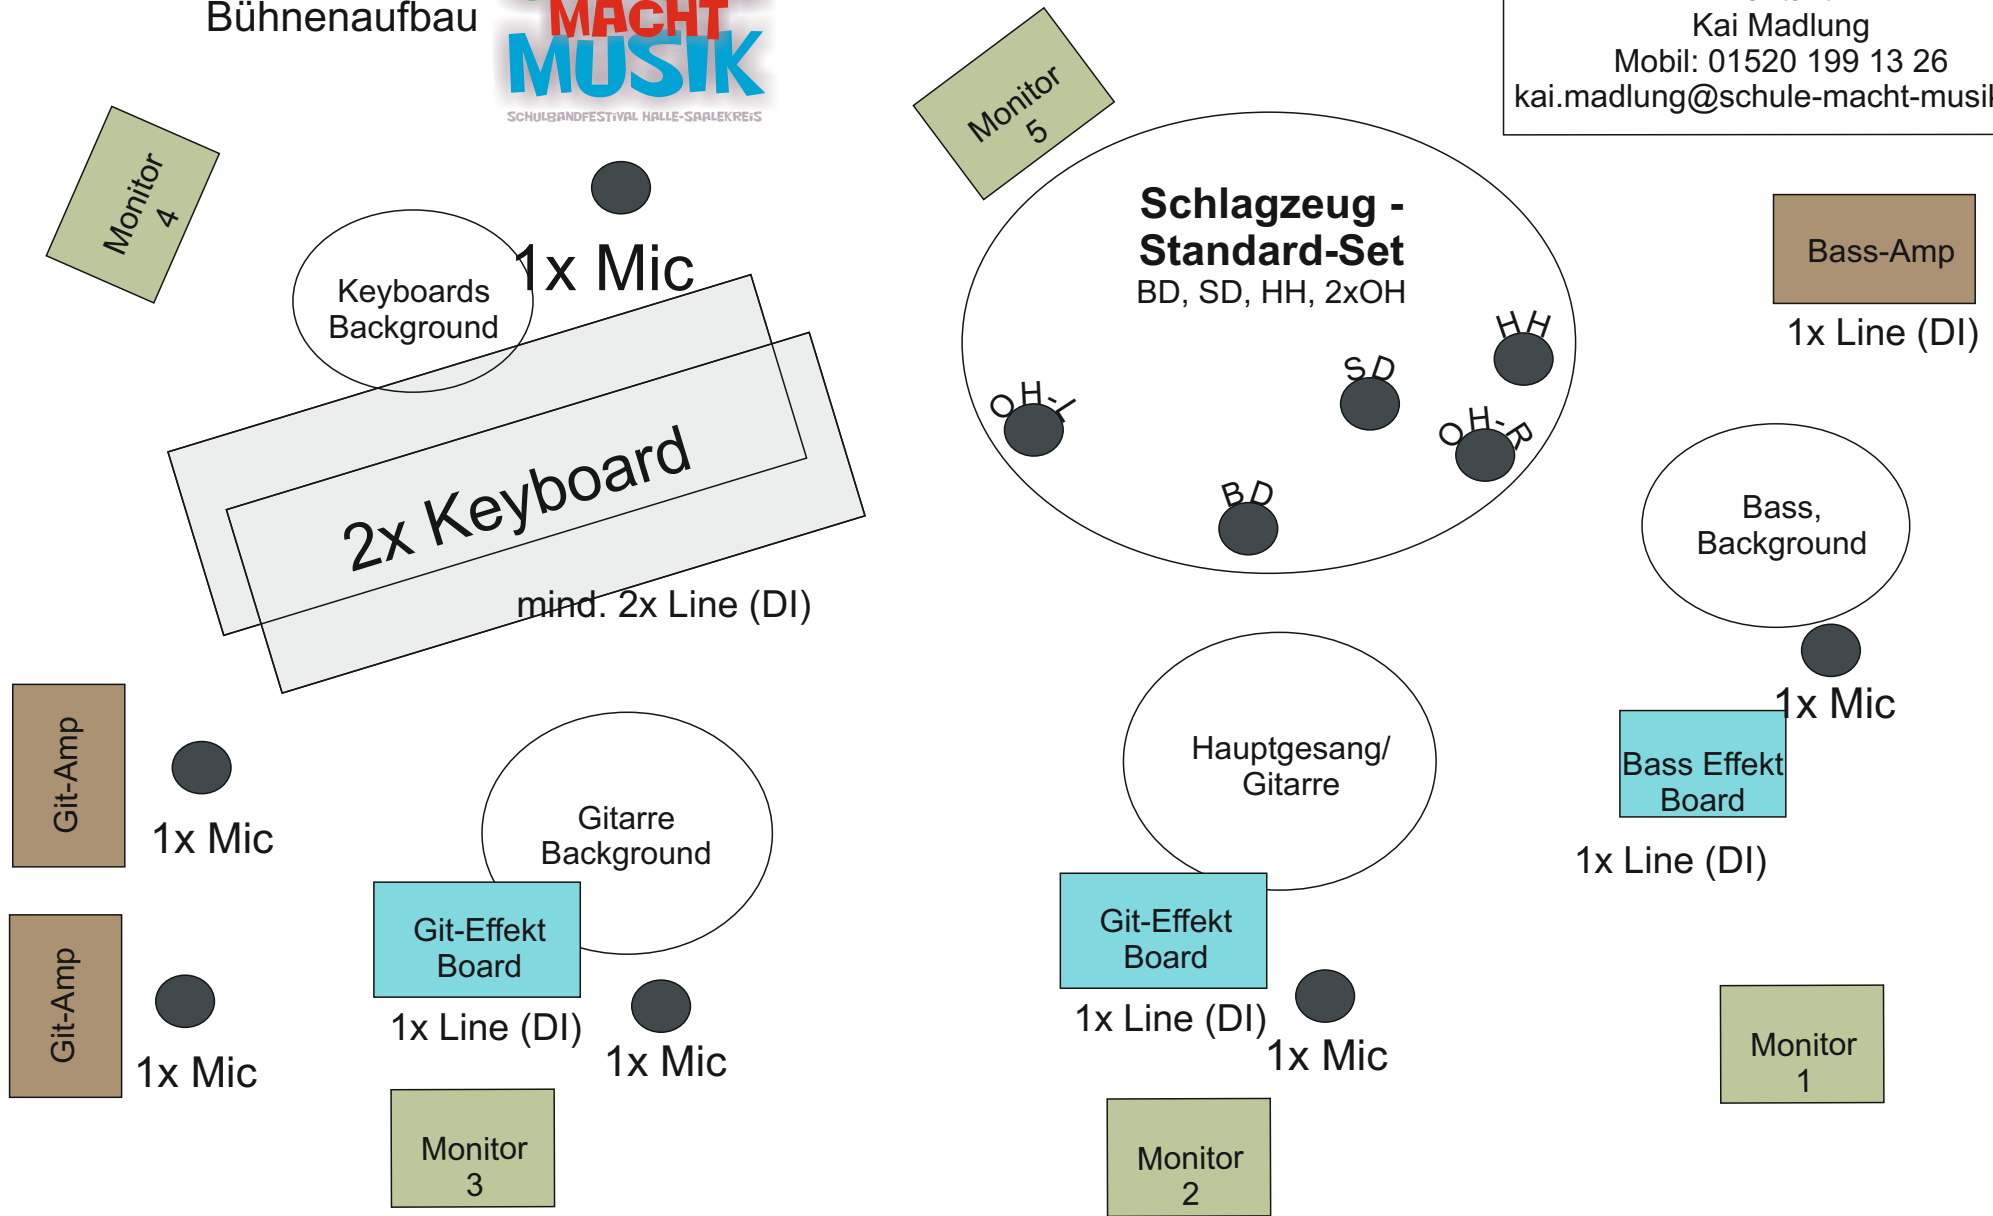 Bühnenaufbau
MACHT
MUSIK
SCHULBANDFESTIVAL HALLE-SAALEKREIS
Kai Madlung
Mobil: 01520 199 13 26
kai.madlung@schule-macht-musik
Monitor
4
Monitor
5
1x Mic
Keyboards
Background
2x Keyboard
mind. 2x Line (DI)
Schlagzeug -
Standard-Set
BD, SD, HH, 2xOH
OH-L
SD
HH
OH-R
BD
Bass-Amp
1x Line (DI)
Bass,
Background
1x Mic
Bass Effekt
Board
1x Line (DI)
Git-Amp
1x Mic
Git-Amp
1x Mic
Gitarre
Background
Git-Effekt
Board
1x Line (DI)
1x Mic
Hauptgesang/
Gitarre
Git-Effekt
Board
1x Line (DI)
1x Mic
Monitor
3
Monitor
2
Monitor
1